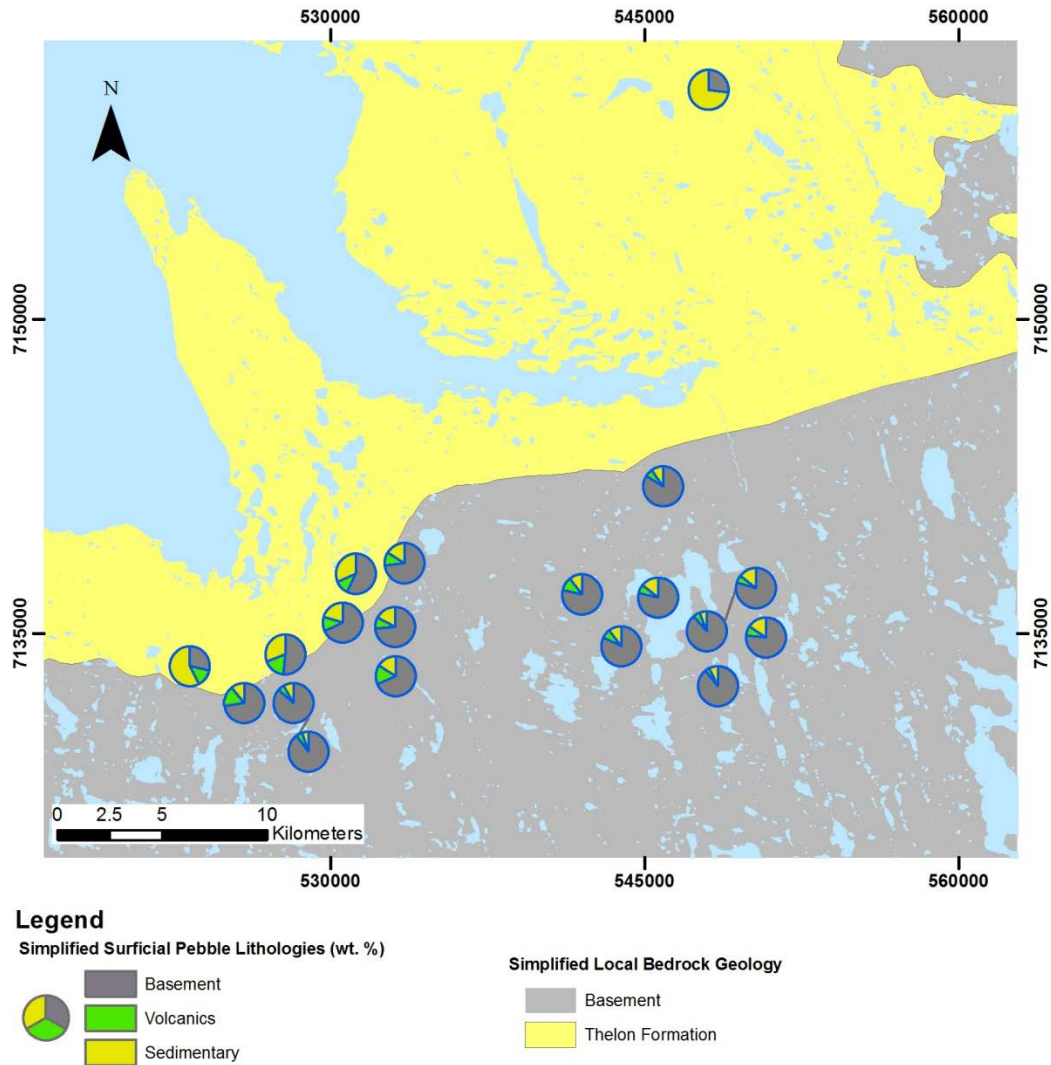 530000 545000 560000
N
7150000 7150000
7135000 7135000
0 2.5 5 10
Kilometers
530000 545000 560000
Legend
Simplified Surficial Pebble Lithologies (wt. %)
Basement
Volcanics
Sedimentary
Simplified Local Bedrock Geology
Basement
Thelon Formation